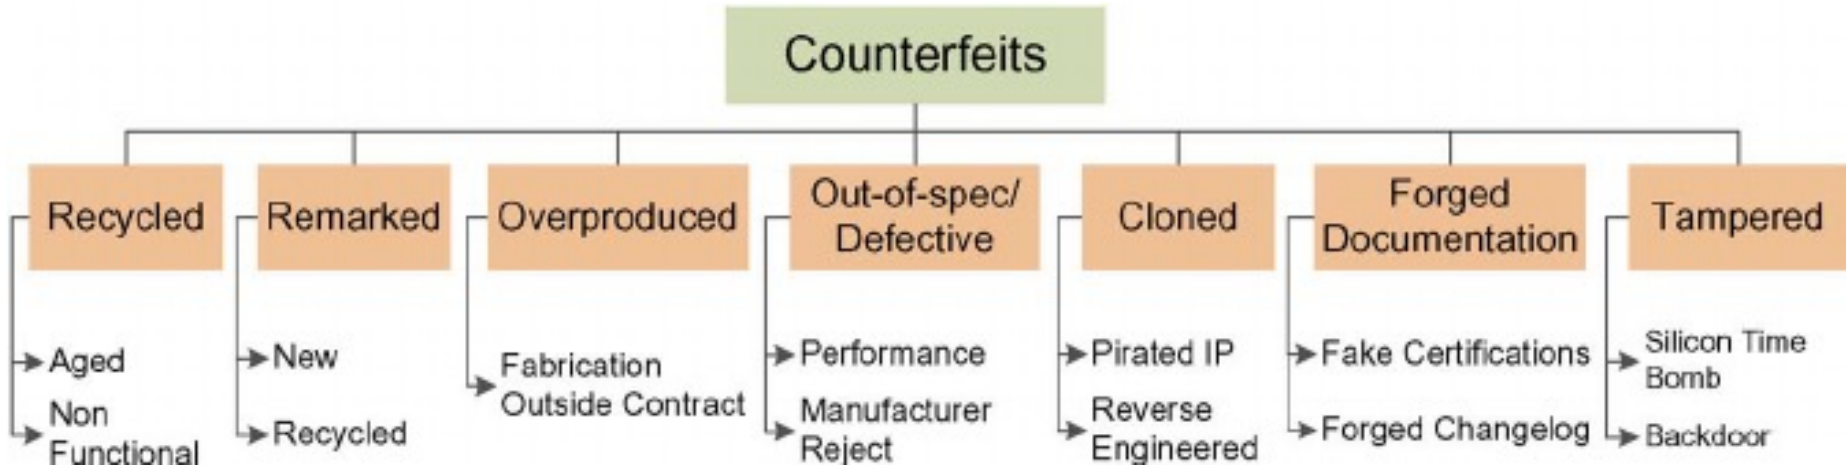 Counterfeits
Recycled
Remarked
Overproduced
Out-of-spec/
Defective
Cloned
Forged
Documentation
Tampered
Aged
Non
Functional
New
Recycled
Fabrication
Outside Contract
Performance
Manufacturer
Reject
Pirated IP
Reverse
Engineered
Fake Certifications
Forged Changelog
Silicon Time
Bomb
Backdoor